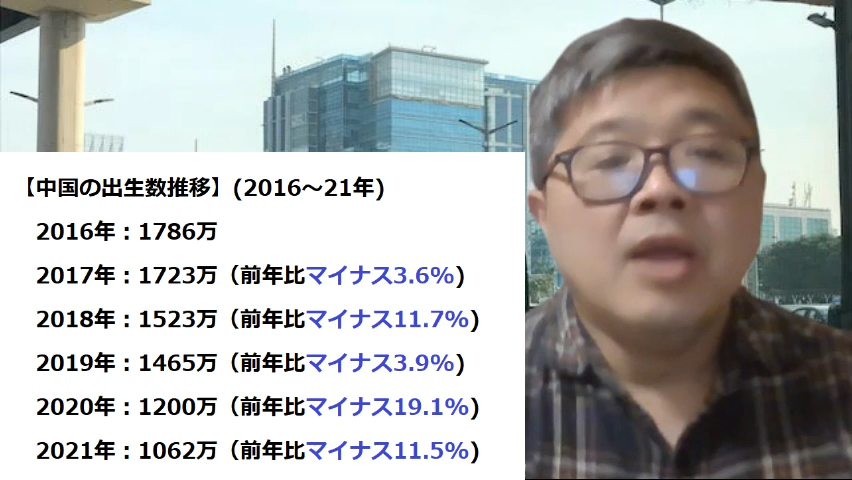 【中国の出生数推移】(2016～21年)
2016年：1786万
2017年：1723万（前年比マイナス3.6%)
2018年：1523万（前年比マイナス11.7%)
2019年：1465万（前年比マイナス3.9%)
2020年：1200万（前年比マイナス19.1%)
2021年：1062万（前年比マイナス11.5%)